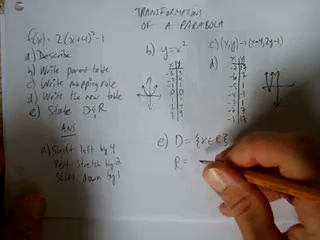 TRANSFORMATIONS
OF A PARABOLA
f(x) = 2(x+4)² - 1
a) Describe
b) Write parent table
c) Write mapping rule
d) Write the new table
e) State D & R
Ans
a) Shift left by 4
Vert. Stretch by 2
Shift down by 1
b) y = x²
x y
c) (x,y) → (x-4, 2y-1)
d)
x y
e) D = {x ∈ R}
R =